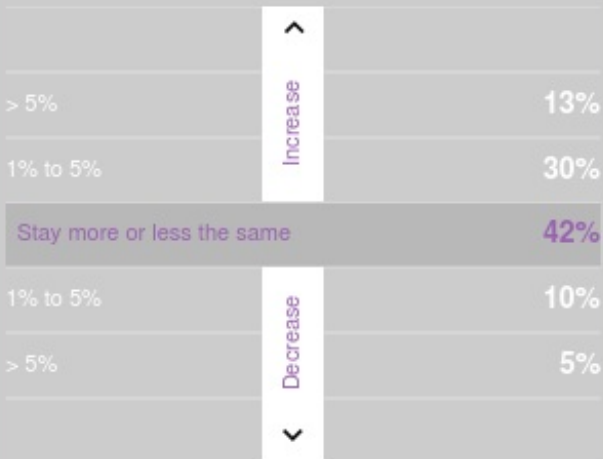 > 5%
Increase
13%
1% to 5%
30%
Stay more or less the same
42%
1% to 5%
Decrease
10%
> 5%
5%